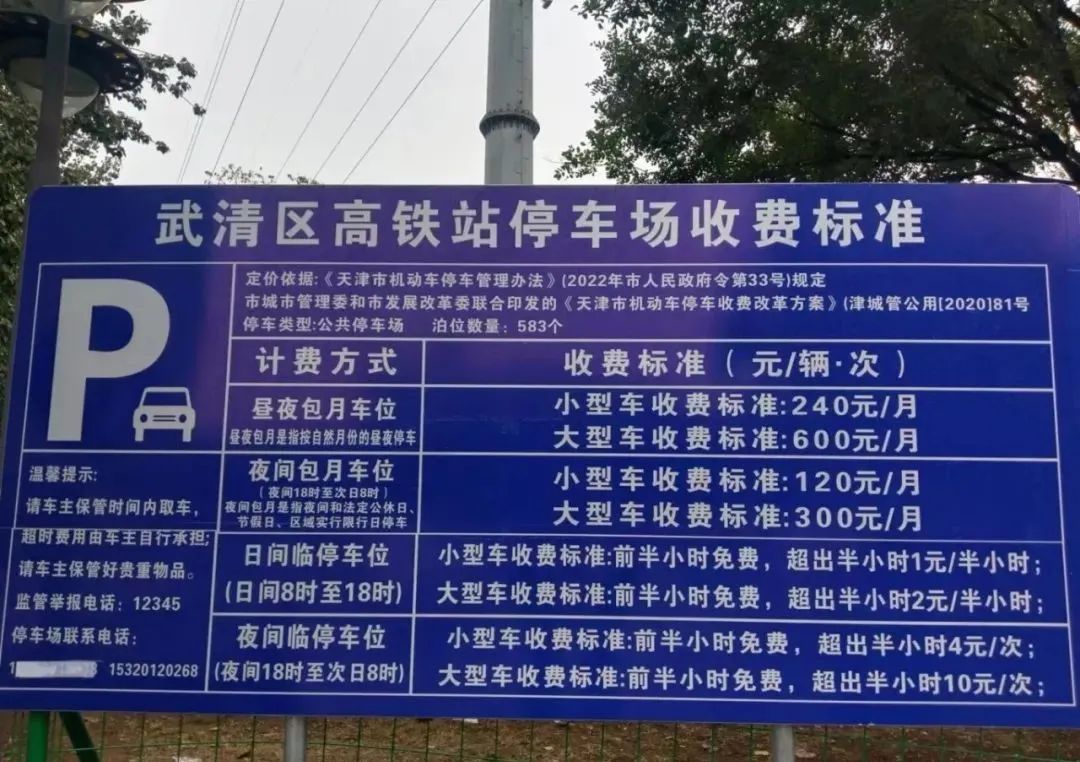 武清区高铁站停车场收费标准
定价依据:《天津市机动车停车管理办法》(2022年市人民政府令第33号)规定
市城市管理委和市发展改革委联合印发的《天津市机动车停车收费改革方案》(津城管公用[2020]81号
停车类型:公共停车场 泊位数量：583个
P
计费方式
收费标准（元/辆·次）
昼夜包月车位
昼夜包月是指按自然月份的昼夜停车
小型车收费标准:240元/月
大型车收费标准:600元/月
夜间包月车位
(夜间18时至次日8时)
夜间包月是指夜间和法定公休日、
节假日、区域实行限行日停车
小型车收费标准:120元/月
大型车收费标准:300元/月
日间临停车位
(日间8时至18时)
小型车收费标准:前半小时免费，超出半小时1元/半小时；
大型车收费标准:前半小时免费，超出半小时2元/半小时；
夜间临停车位
(夜间18时至次日8时)
小型车收费标准:前半小时免费，超出半小时4元/次；
大型车收费标准:前半小时免费，超出半小时10元/次；
温馨提示:
请车主保管时间内取车，
超时费用由车主自行承担;
请车主保管好贵重物品。
监管举报电话：12345
停车场联系电话：
15320120268